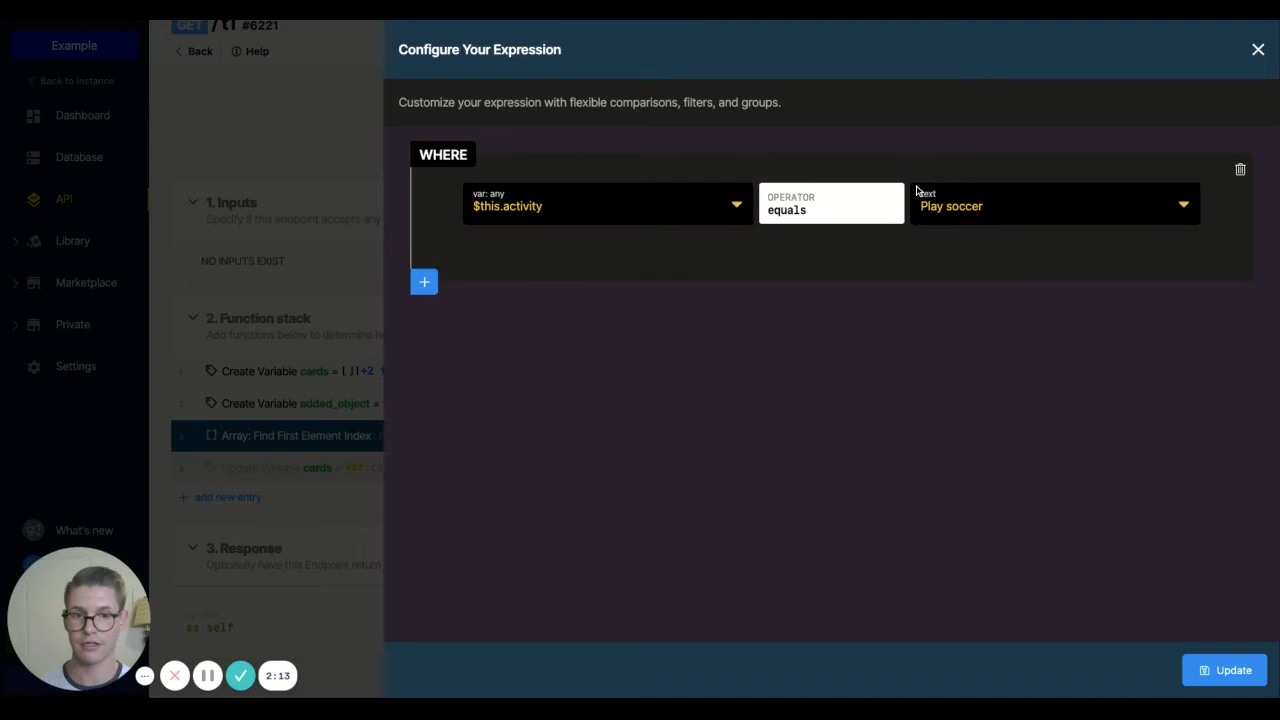 Example
GET
#6221
Back
Help
Back to Instance
Dashboard
Database
API
Library
Marketplace
Private
Settings
What's new
1. Inputs
Specify if this endpoint accepts any
NO INPUTS EXIST
2. Function stack
Add functions below to determine h
1
Create Variable cards = [ ]|+2
2
Create Variable added_object =
3
[ ] Array: Find First Element Index :
4
Update Variable cards
add new entry
3. Response
Optionally have this Endpoint return
as self
2:13
Configure Your Expression
Customize your expression with flexible comparisons, filters, and groups.
WHERE
var: any
$this.activity
OPERATOR
equals
text
Play soccer
+
Update